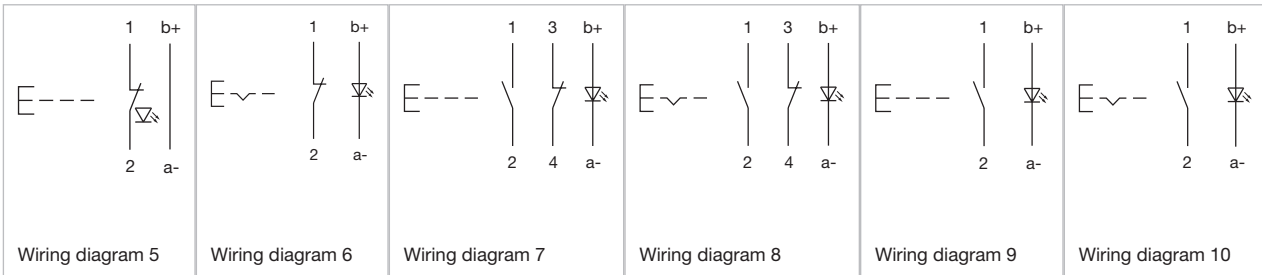 1 b+
2 a-
Wiring diagram 5
1 b+
2 a-
Wiring diagram 6
1 3 b+
2 4 a-
Wiring diagram 7
1 3 b+
2 4 a-
Wiring diagram 8
1 b+
2 a-
Wiring diagram 9
1 b+
2 a-
Wiring diagram 10